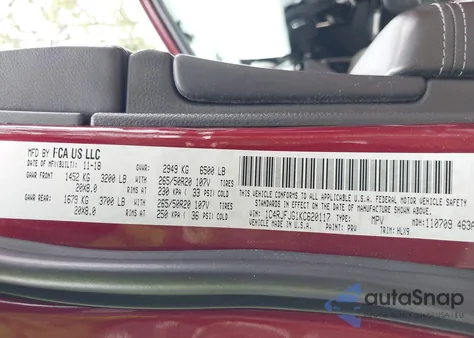 MFD BY FCA US LLC
DATE OF MFR(BUILT): 11-18 GVWR: 2949 KG 6500 LB
GAWR FRONT 1452 KG 3200 LB WITH 265/50R20 107V TIRES
20X8.0 RIMS AT 230 KPA ( 33 PSI) COLD
GAWR REAR: 1679 KG 3700 LB WITH 265/50R20 107V TIRES
20X8.0 RIMS AT 250 KPA ( 36 PSI) COLD
THIS VEHICLE CONFORMS TO ALL APPLICABLE U.S.A. FEDERAL MOTOR VEHICLE
SAFETY STANDARDS IN EFFECT ON THE DATE OF MANUFACTURE SHOWN ABOVE.
VIN: 1C4RJFJG1KC620117 TYPE: MPV MDH: 110709 463A
VEHICLE MADE IN U.S.A. PAINT: PRV TRIM: HLX9
autoSnap